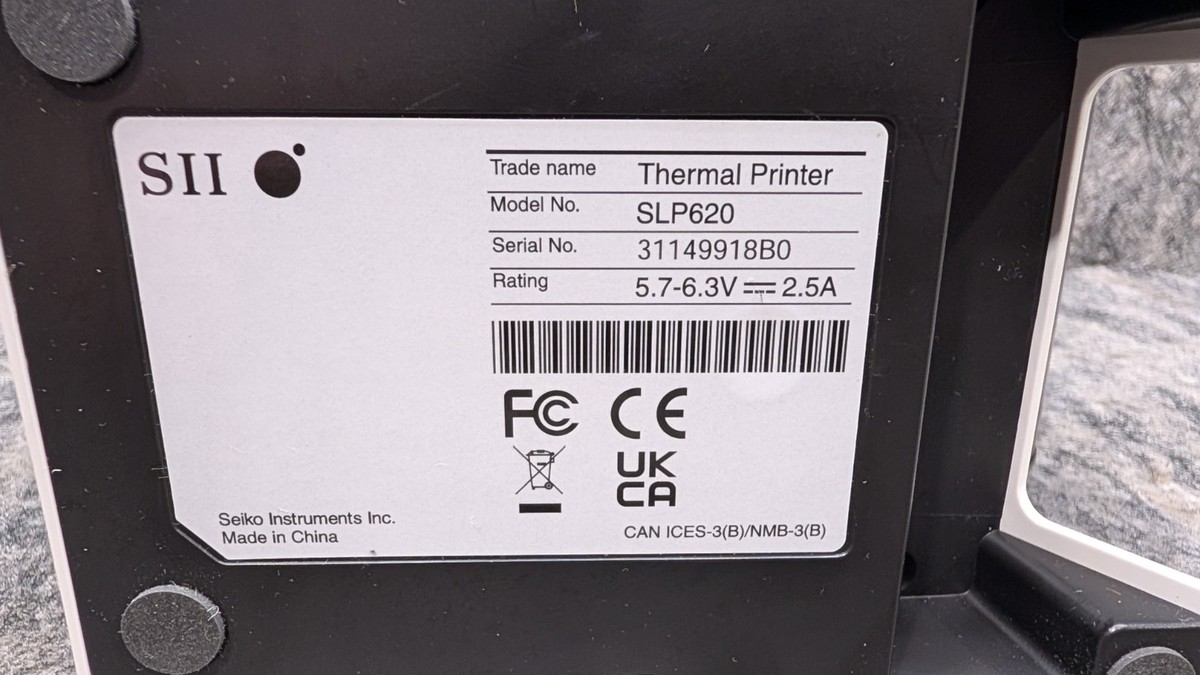 SII
Trade name Thermal Printer
Model No. SLP620
Serial No. 31149918B0
Rating 5.7-6.3V ⎓ 2.5A
FC CE
UK
CA
Seiko Instruments Inc.
Made in China
CAN ICES-3(B)/NMB-3(B)